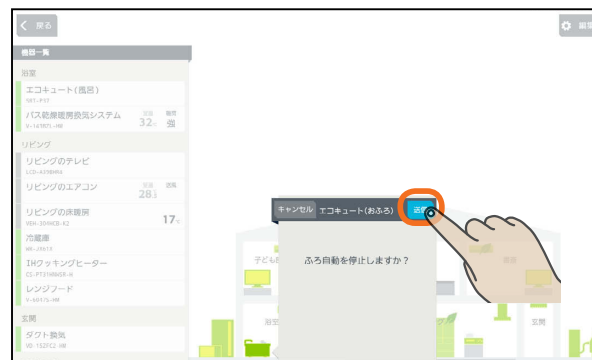 戻る
編集
機器一覧
浴室
エコキュート(風呂)
バス乾燥暖房換気システム
32
強
リビング
リビングのテレビ
リビングのエアコン
28.5
リビングの床暖房
17
冷蔵庫
IHクッキングヒーター
レンジフード
玄関
ダクト換気
キャンセル エコキュート(おふろ) 送信
ふろ自動を停止しますか?
子ども
浴室
玄関